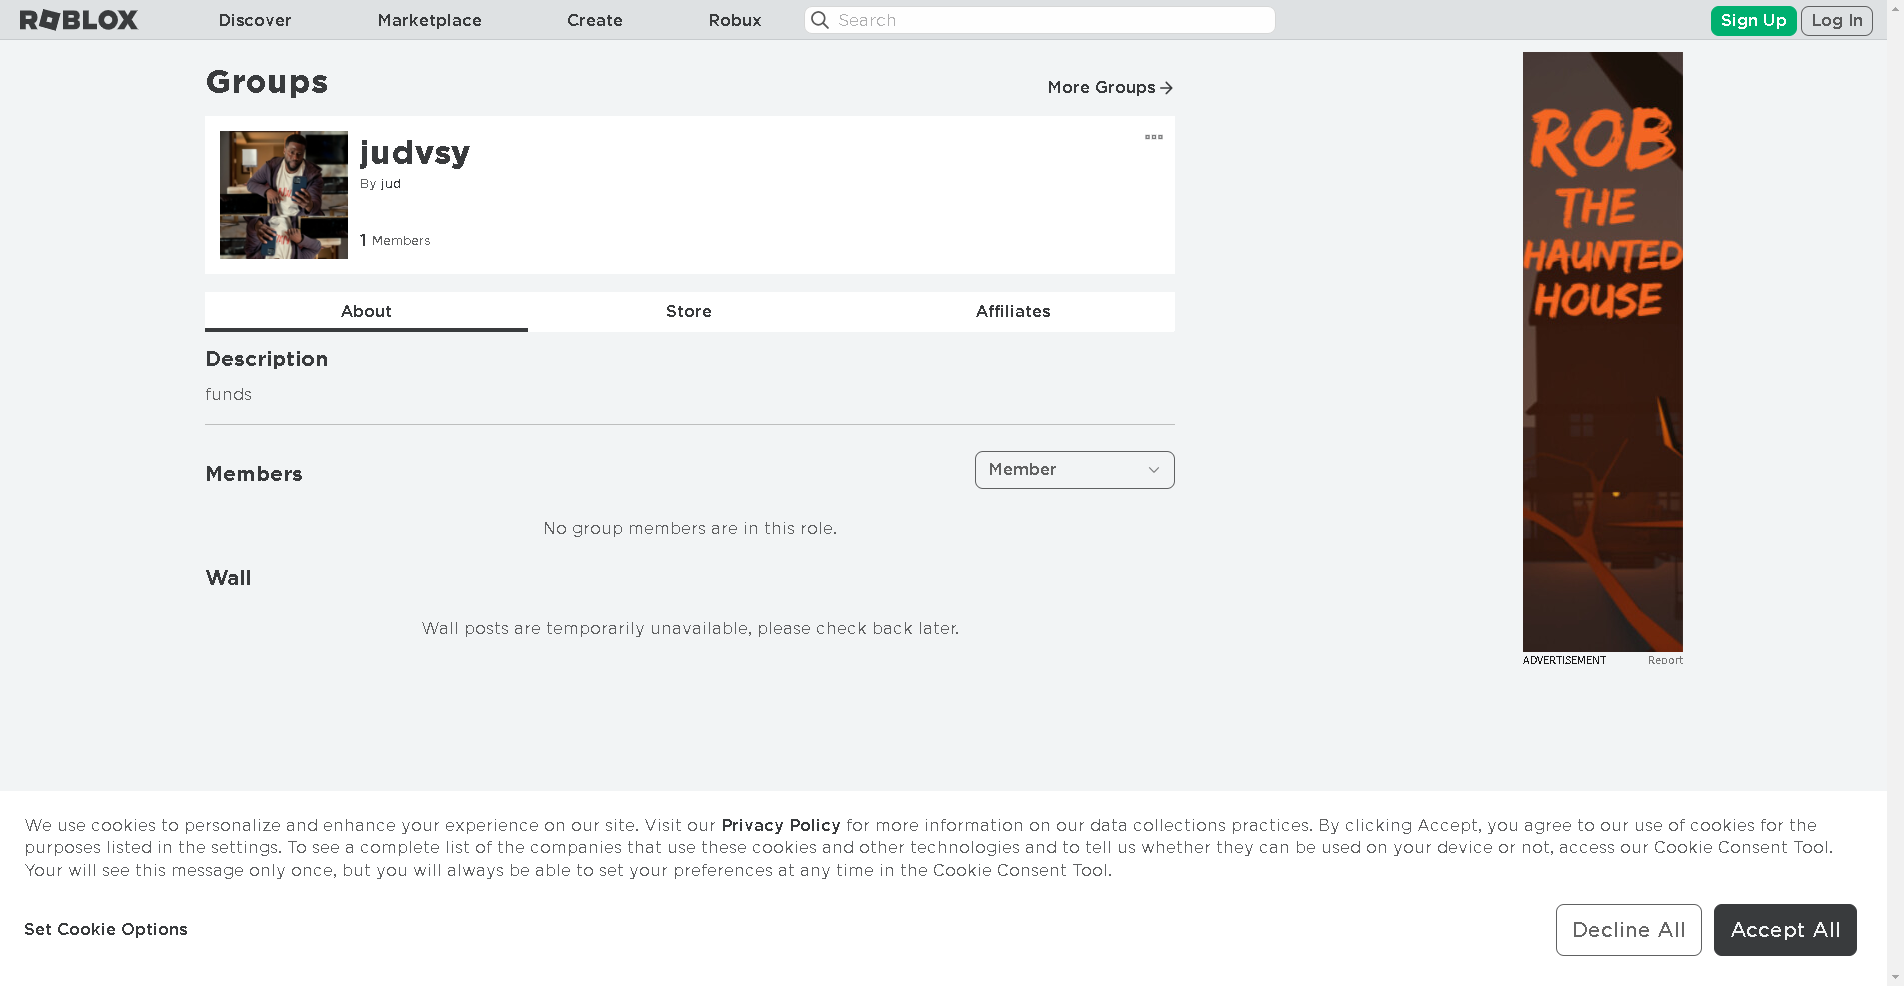 ROBLOX Discover Marketplace Create Robux Search Sign Up Log In
Groups
More Groups
judvsy
By jud
1 Members
About Store Affiliates
Description
funds
Members
Member
No group members are in this role.
Wall
Wall posts are temporarily unavailable, please check back later.
ROB
THE
HAUNTED
HOUSE
ADVERTISEMENT Report
We use cookies to personalize and enhance your experience on our site. Visit our Privacy Policy for more information on our data collections practices. By clicking Accept, you agree to our use of cookies for the
purposes listed in the settings. To see a complete list of the companies that use these cookies and other technologies and to tell us whether they can be used on your device or not, access our Cookie Consent Tool.
Your will see this message only once, but you will always be able to set your preferences at any time in the Cookie Consent Tool.
Set Cookie Options
Decline All
Accept All